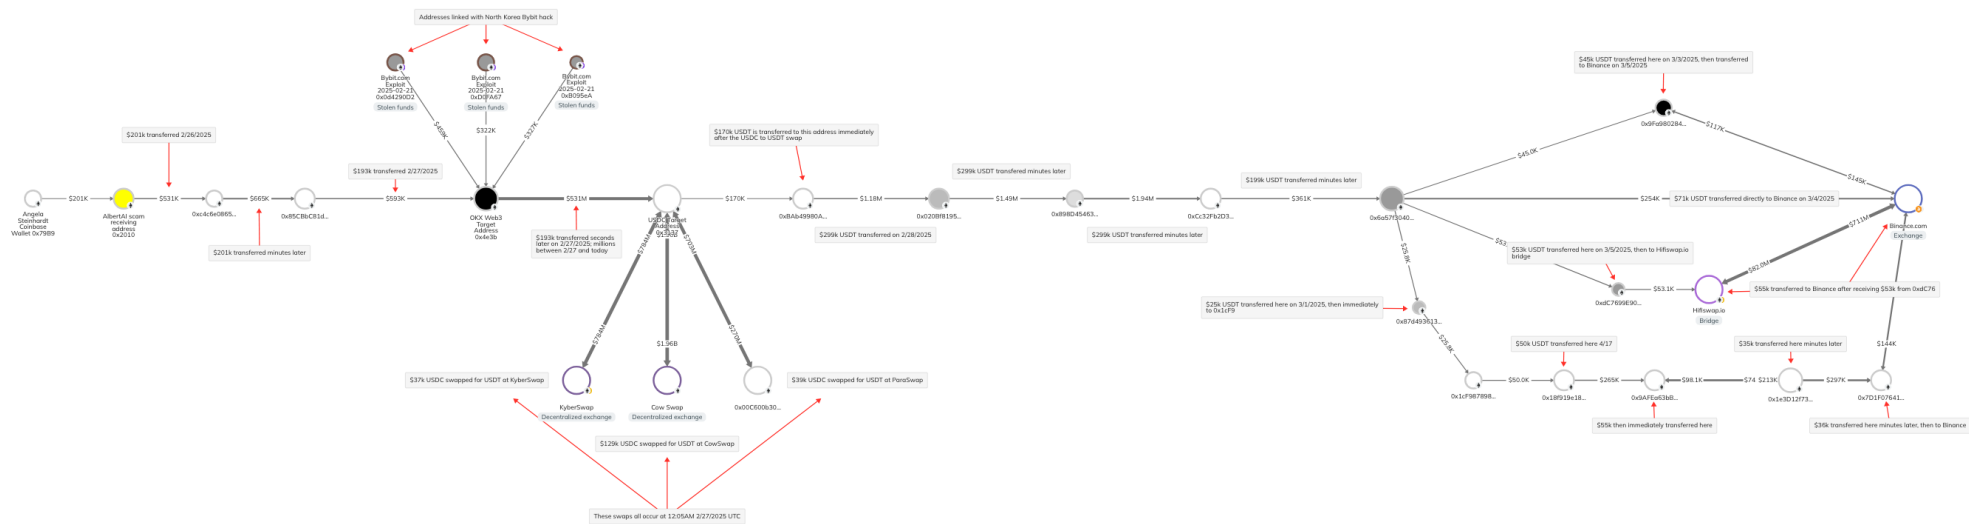 Addresses linked with North Korea Bybit hack
Bybit.com
Exploit
2025-02-21
0x0d4290D2
Stolen funds
Bybit.com
Exploit
2025-02-21
0xD0FA67
Stolen funds
Bybit.com
Exploit
2025-02-21
0xB095eA
Stolen funds
$459K
$322K
$327K
$201k transferred 2/26/2025
$193k transferred 2/27/2025
Angela
Steinhardt
Coinbase
Wallet 0x7989
$201K
AlbertAI scam
receiving
address
0x2010
$531K
0xc4c6e0865...
$665K
0x85CBbC81d...
$593K
OKX Web3
Target
Address
0x4e3b
$531M
$201k transferred minutes later
$193k transferred seconds
later on 2/27/2025; millions
between 2/27 and today
USDC Target
Address
$784M
$703M
$784M
$1.96B
$270M
KyberSwap
Decentralized exchange
Cow Swap
Decentralized exchange
0x00C600b30...
$37k USDC swapped for USDT at KyberSwap
$39k USDC swapped for USDT at ParaSwap
$129k USDC swapped for USDT at CowSwap
These swaps all occur at 12:05AM 2/27/2025 UTC
$170k USDT is transferred to this address immediately
after the USDC to USDT swap
$170K
0xBAb49980A...
$1.18M
$299k USDT transferred on 2/28/2025
0x020Bf8195...
$299k USDT transferred minutes later
$1.49M
0x898D45463...
$1.94M
$299k USDT transferred minutes later
0xCc32Fb2D3...
$199k USDT transferred minutes later
$361K
0x6a57f3040...
$45k USDT transferred here on 3/3/2025, then transferred
to Binance on 3/5/2025
0x9Fa980284...
$45.0K
$117K
$145K
$254K
$71k USDT transferred directly to Binance on 3/4/2025
Binance.com
Exchange
$53k USDT transferred here on 3/5/2025, then to Hifiswap.io
bridge
0xdC7699E90...
$53.1K
Hifiswap.io
Bridge
$82.0M
$711M
$55k transferred to Binance after receiving $53k from 0xdC76
$25.8K
$25k USDT transferred here on 3/1/2025, then immediately
to 0x1cF9
0x87d493613...
$25.8K
0x1cF987898...
$50.0K
$50k USDT transferred here 4/17
0x18f919e18...
$265K
0x9AFEa63bB...
$55k then immediately transferred here
$98.1K
$74
$213K
$35k transferred here minutes later
0x1e3D12f73...
$297K
0x7D1F07641...
$144K
$36k transferred here minutes later, then to Binance